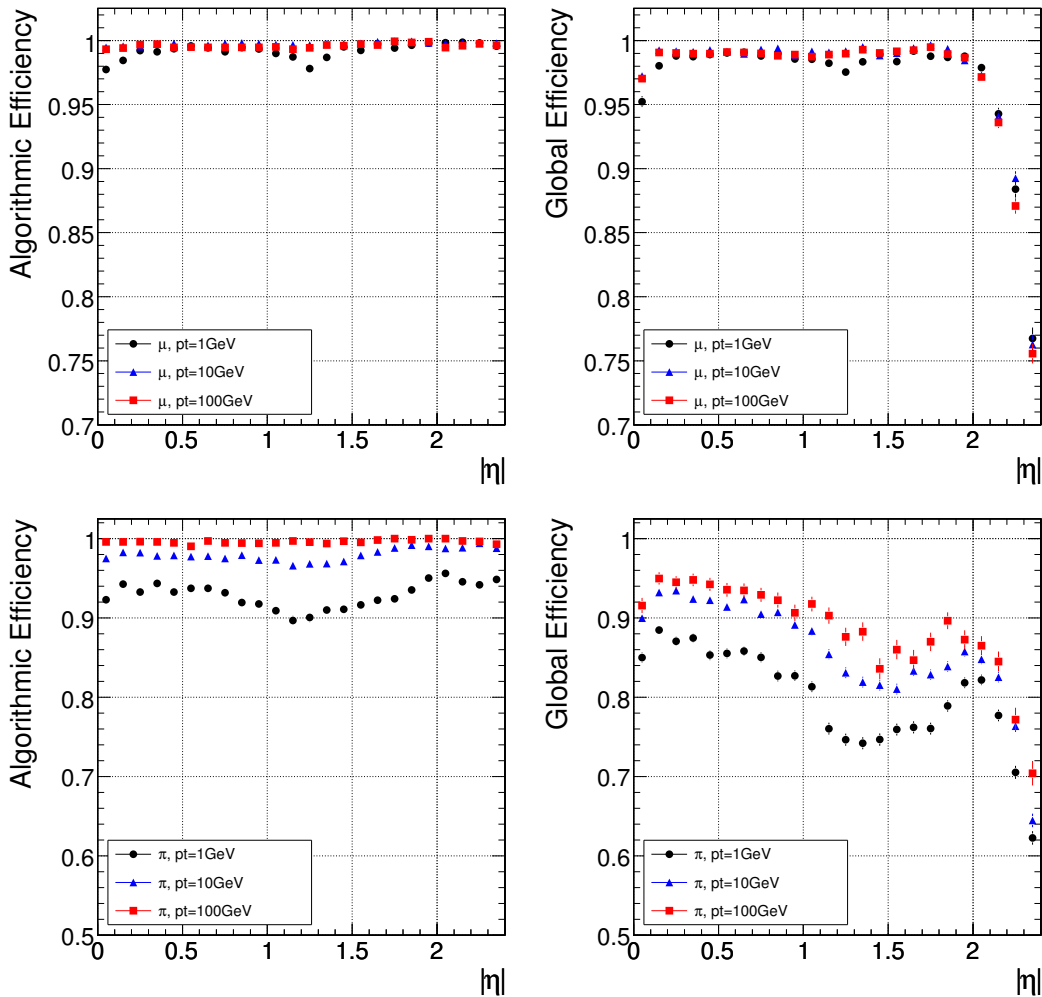 Algorithmic Efficiency
1
0.95
0.9
0.85
0.8
0.75
0.7
μ, pt=1GeV
μ, pt=10GeV
μ, pt=100GeV
0 0.5 1 1.5 2
|η|
Global Efficiency
1
0.95
0.9
0.85
0.8
0.75
0.7
μ, pt=1GeV
μ, pt=10GeV
μ, pt=100GeV
0 0.5 1 1.5 2
|η|
Algorithmic Efficiency
1
0.9
0.8
0.7
0.6
0.5
π, pt=1GeV
π, pt=10GeV
π, pt=100GeV
0 0.5 1 1.5 2
|η|
Global Efficiency
1
0.9
0.8
0.7
0.6
0.5
π, pt=1GeV
π, pt=10GeV
π, pt=100GeV
0 0.5 1 1.5 2
|η|